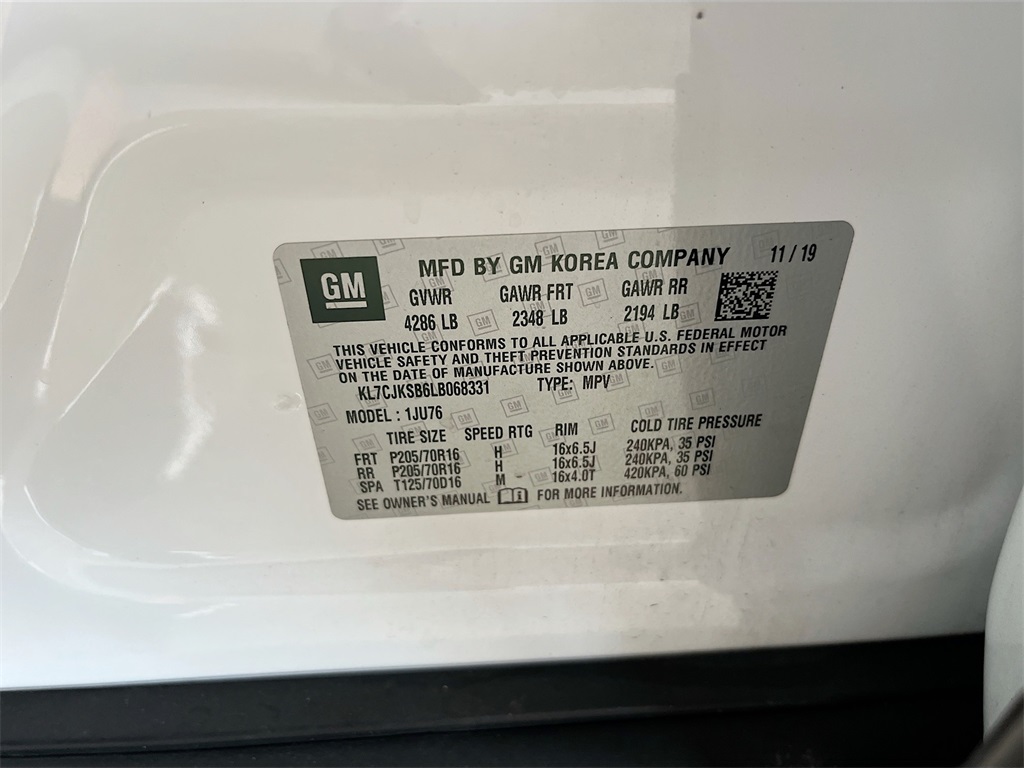 GM
MFD BY GM KOREA COMPANY 11 / 19
GVWR GAWR FRT GAWR RR
4286 LB 2348 LB 2194 LB
THIS VEHICLE CONFORMS TO ALL APPLICABLE U.S. FEDERAL MOTOR
VEHICLE SAFETY AND THEFT PREVENTION STANDARDS IN EFFECT
ON THE DATE OF MANUFACTURE SHOWN ABOVE.
KL7CJKSB6LB068331 TYPE: MPV
MODEL : 1JU76
TIRE SIZE SPEED RTG RIM COLD TIRE PRESSURE
FRT P205/70R16 H 16x6.5J 240KPA, 35 PSI
RR P205/70R16 H 16x6.5J 240KPA, 35 PSI
SPA T125/70D16 M 16x4.0T 420KPA, 60 PSI
SEE OWNER'S MANUAL FOR MORE INFORMATION.